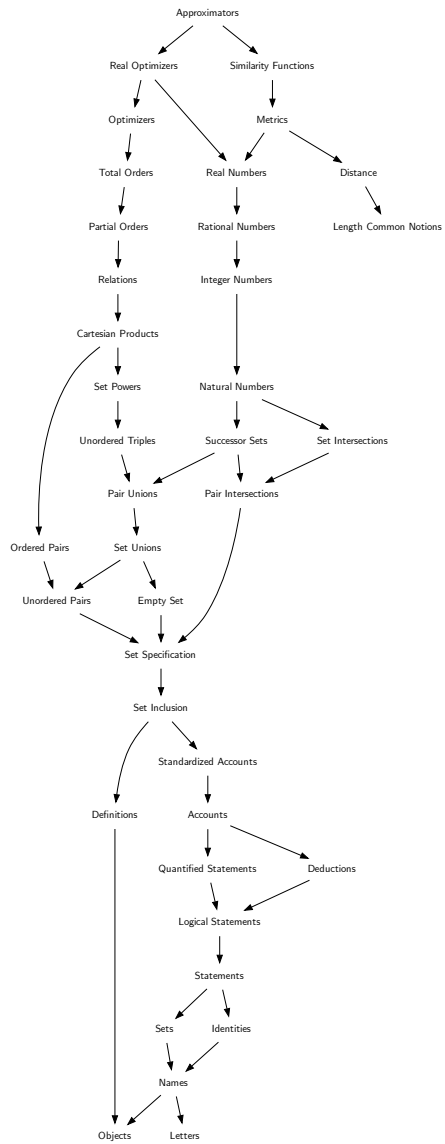 Approximators
Real Optimizers
Similarity Functions
Optimizers
Metrics
Total Orders
Real Numbers
Distance
Partial Orders
Rational Numbers
Length Common Notions
Relations
Integer Numbers
Cartesian Products
Set Powers
Natural Numbers
Unordered Triples
Successor Sets
Set Intersections
Pair Unions
Pair Intersections
Ordered Pairs
Set Unions
Unordered Pairs
Empty Set
Set Specification
Set Inclusion
Standardized Accounts
Definitions
Accounts
Quantified Statements
Deductions
Logical Statements
Statements
Sets
Identities
Names
Objects
Letters